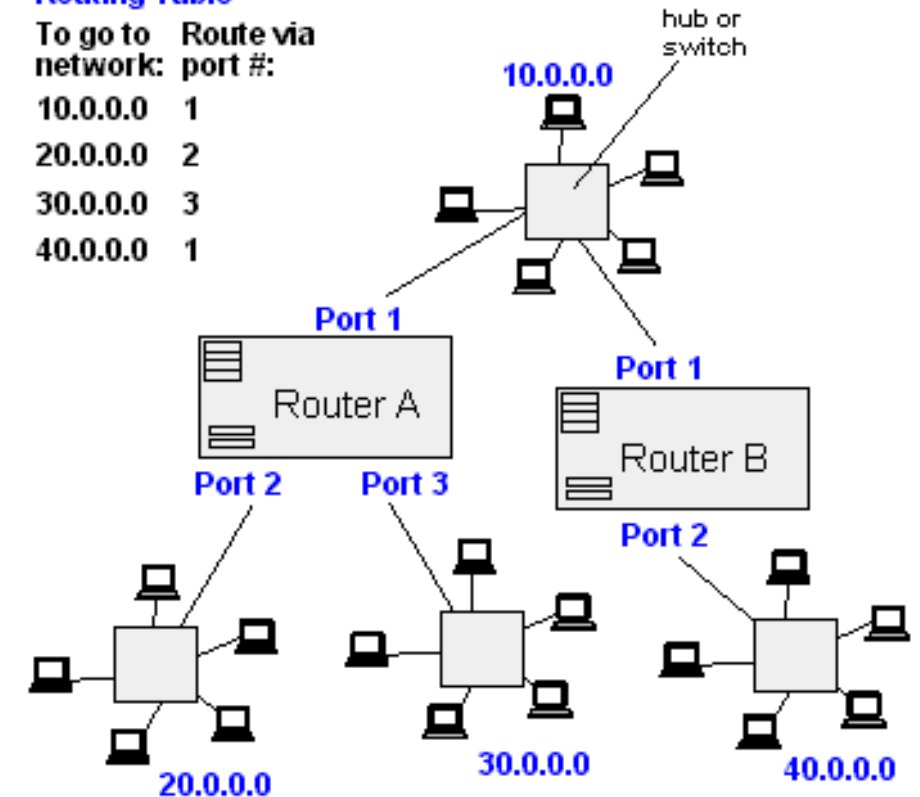 Routing Table
To go to network:
Route via port #:
10.0.0.0 1
20.0.0.0 2
30.0.0.0 3
40.0.0.0 1
hub or
switch
10.0.0.0
Port 1
Router A
Port 2
Port 3
Port 1
Router B
Port 2
20.0.0.0
30.0.0.0
40.0.0.0